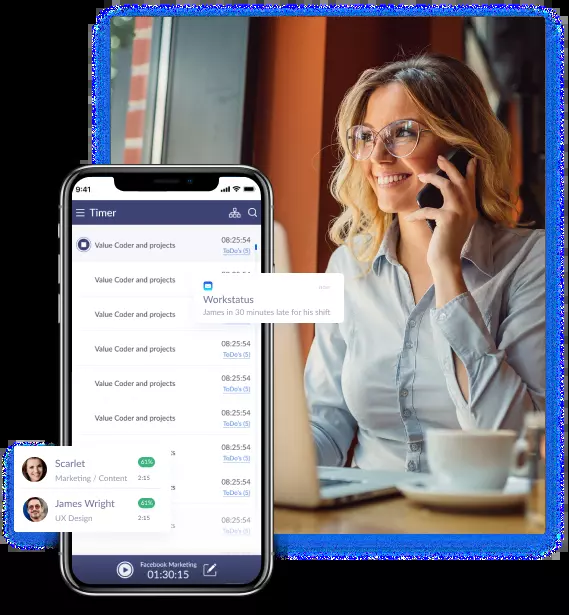 9:41
Timer
Value Coder and projects 08:25:54
ToDo's (5)
Value Coder and projects
Workstatus
James in 30 minutes late for his shift
Value Coder and projects
ToDo's (5)
Value Coder and projects 08:25:54
ToDo's (5)
Value Coder and projects 08:25:54
ToDo's (5)
Value Coder and projects 08:25:54
ToDo's (5)
08:25:54
ToDo's (5)
Scarlet 61%
Marketing / Content 2:15
08:25:54
ToDo's (5)
James Wright 61%
UX Design 2:15
08:25:54
ToDo's (5)
Facebook Marketing
01:30:15